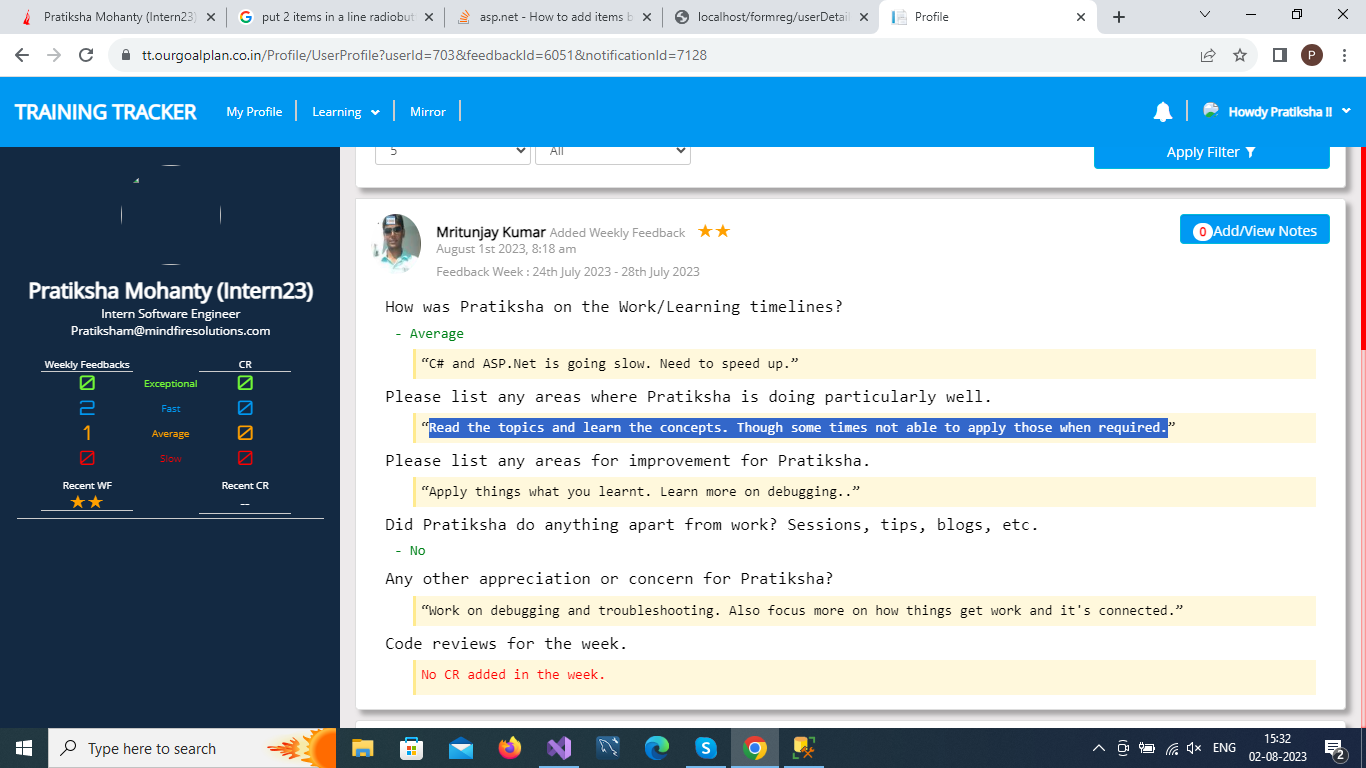 Pratiksha Mohanty (Intern23)
put 2 items in a line radiobut
asp.net - How to add items b
localhost/formreg/userDetail
Profile
tt.ourgoalplan.co.in/Profile/UserProfile?userId=703&feedbackId=6051&notificationId=7128
P
TRAINING TRACKER
My Profile
Learning
Mirror
Howdy Pratiksha II
5
All
Apply Filter
Pratiksha Mohanty (Intern23)
Intern Software Engineer
Pratiksham@mindfiresolutions.com
Weekly Feedbacks
CR
0 Exceptional 0
2 Fast 0
1 Average 0
0 Slow 0
Recent WF
Recent CR
--
Mritunjay Kumar Added Weekly Feedback
August 1st 2023, 8:18 am
Feedback Week : 24th July 2023 - 28th July 2023
0 Add/View Notes
How was Pratiksha on the Work/Learning timelines?
- Average
“C# and ASP.Net is going slow. Need to speed up.”
Please list any areas where Pratiksha is doing particularly well.
“Read the topics and learn the concepts. Though some times not able to apply those when required.”
Please list any areas for improvement for Pratiksha.
“Apply things what you learnt. Learn more on debugging..”
Did Pratiksha do anything apart from work? Sessions, tips, blogs, etc.
- No
Any other appreciation or concern for Pratiksha?
“Work on debugging and troubleshooting. Also focus more on how things get work and it's connected.”
Code reviews for the week.
No CR added in the week.
Type here to search
ENG
15:32
02-08-2023
2